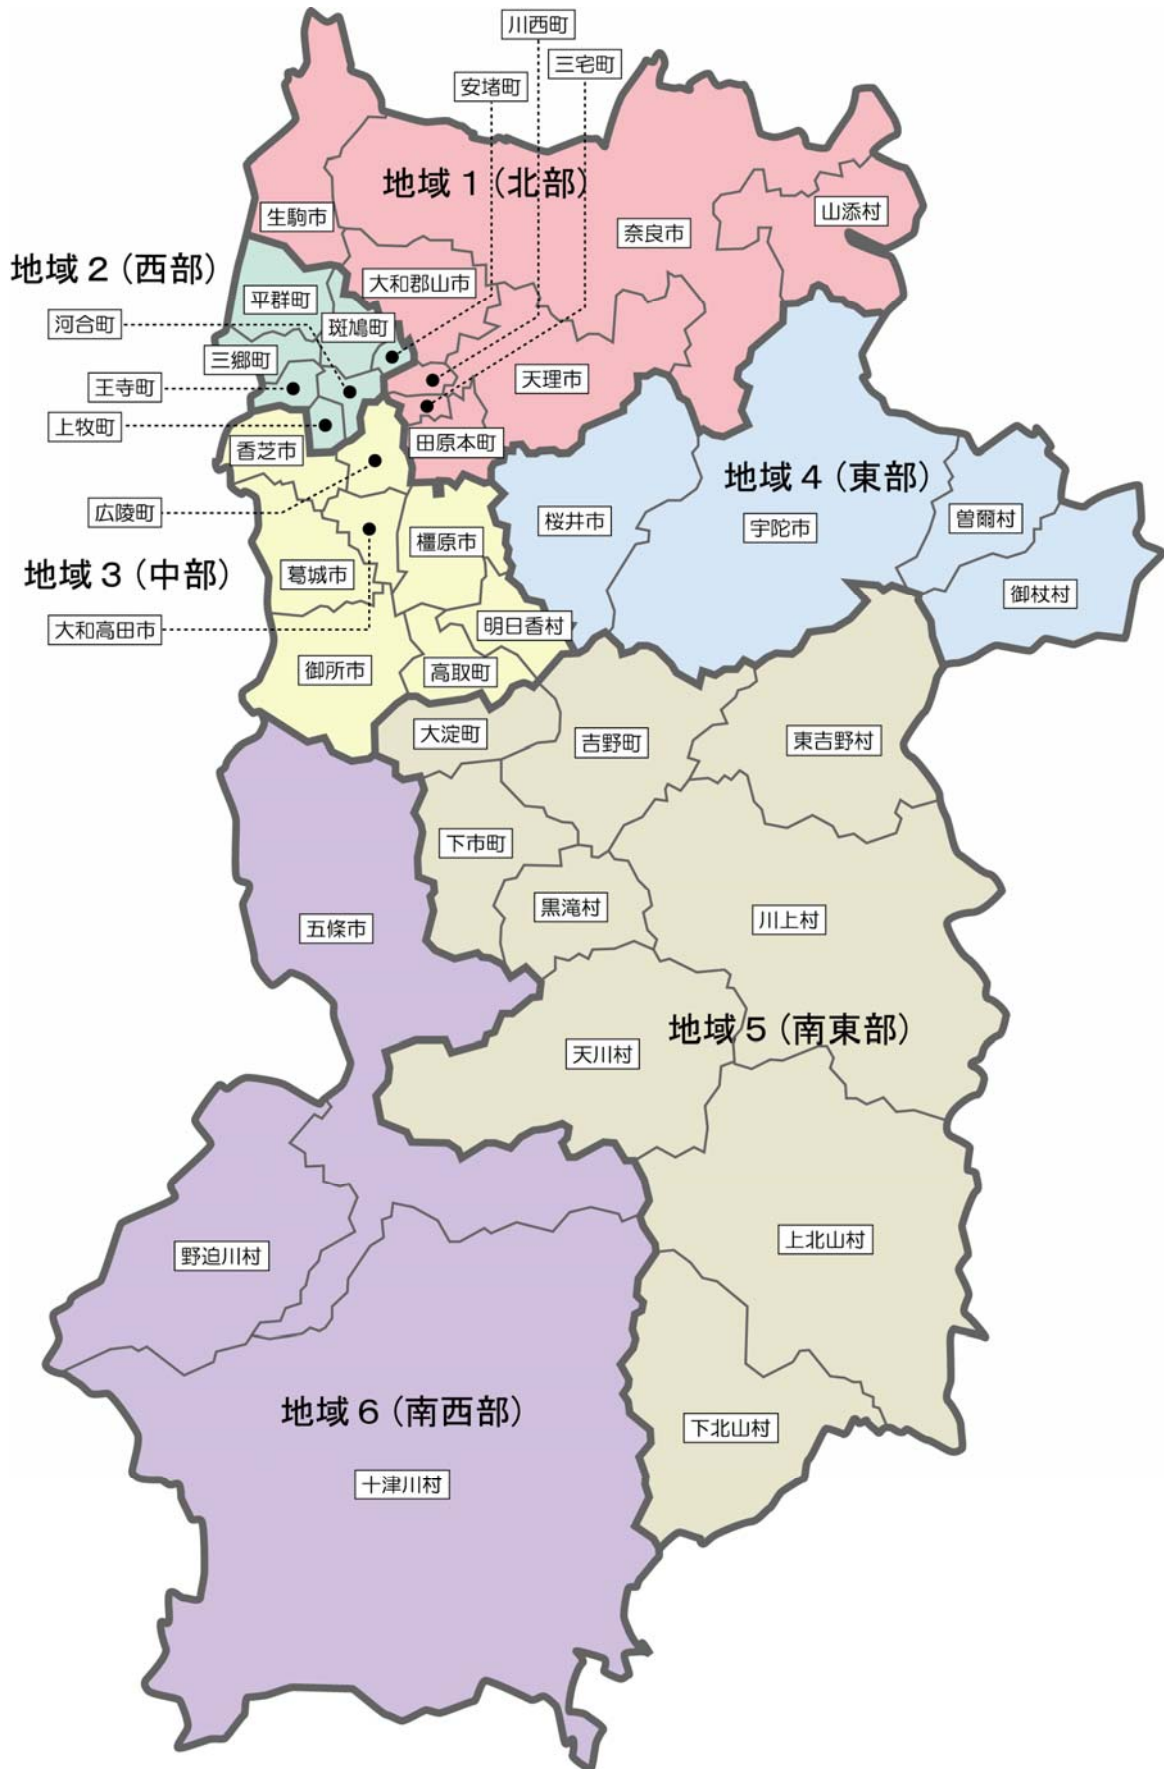 川西町
三宅町
安堵町
地域1(北部)
生駒市
奈良市
山添村
地域2(西部)
平群町
大和郡山市
河合町
斑鳩町
三郷町
王寺町
天理市
上牧町
香芝市
田原本町
地域4(東部)
広陵町
橿原市
桜井市
宇陀市
曽爾村
地域3(中部)
葛城市
御杖村
大和高田市
明日香村
御所市
高取町
大淀町
吉野町
東吉野村
下市町
黒滝村
川上村
五條市
地域5(南東部)
天川村
上北山村
野迫川村
地域6(南西部)
下北山村
十津川村